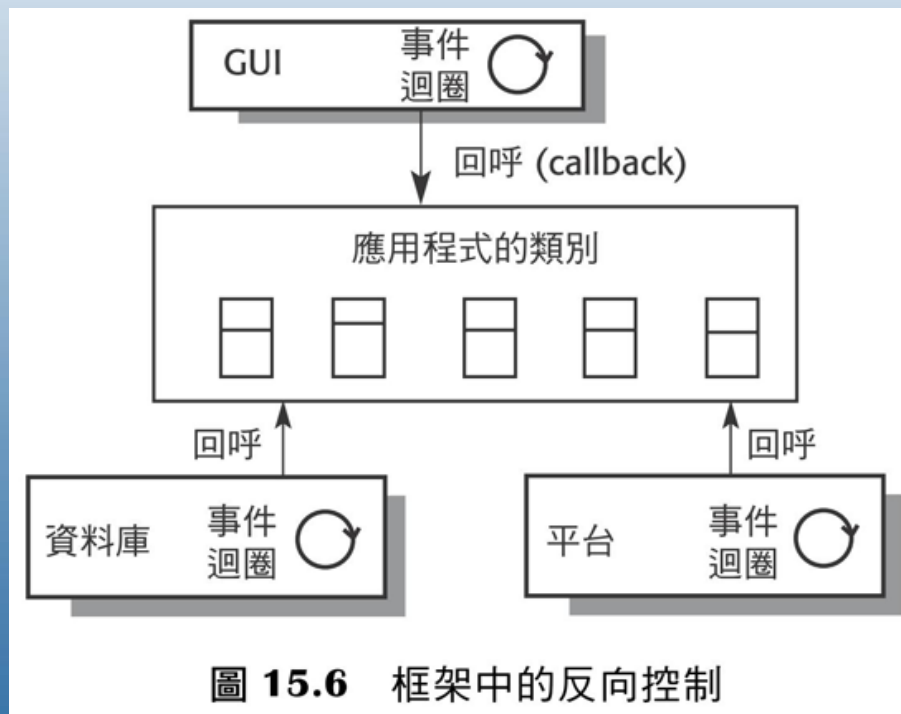 GUI
事件
迴圈
回呼 (callback)
應用程式的類別
回呼
回呼
資料庫
事件
迴圈
平台
事件
迴圈
圖 15.6 框架中的反向控制